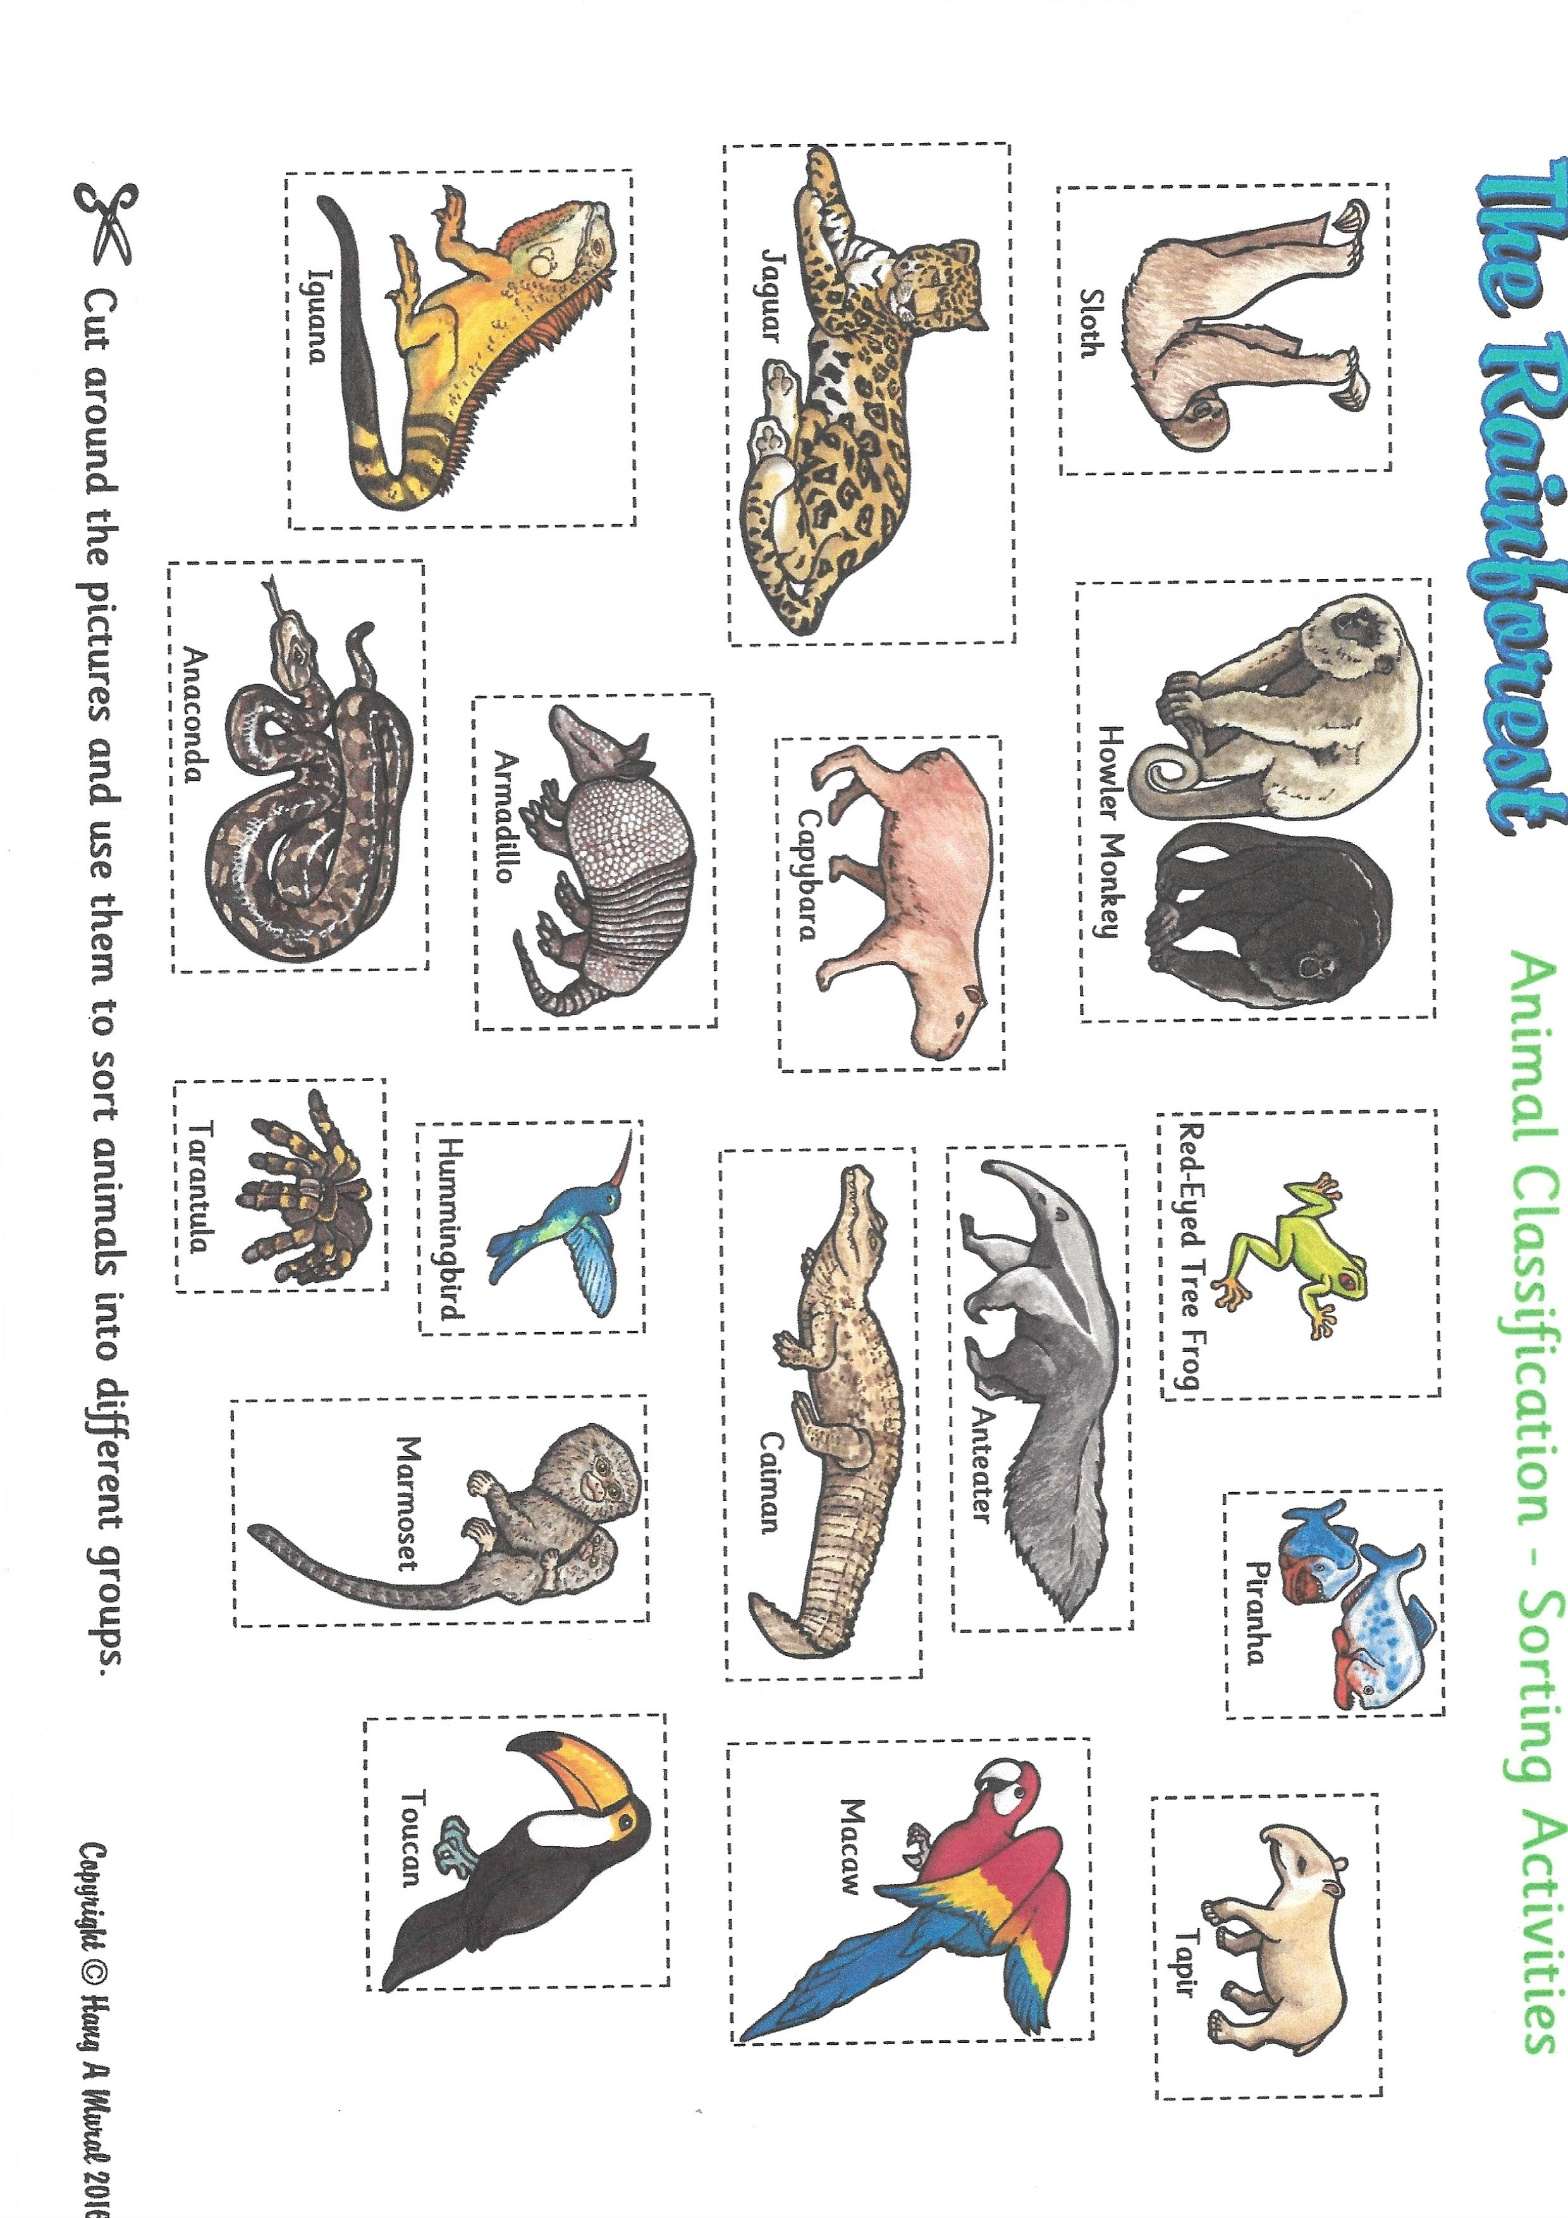 The Rainforest Animal Classification - Sorting Activities
Sloth
Howler Monkey
Red-Eyed Tree Frog
Piranha
Tapir
Jaguar
Capybara
Anteater
Caiman
Macaw
Iguana
Armadillo
Hummingbird
Marmoset
Toucan
Anaconda
Tarantula
Cut around the pictures and use them to sort animals into different groups.
Copyright © Hang A Mural 2016